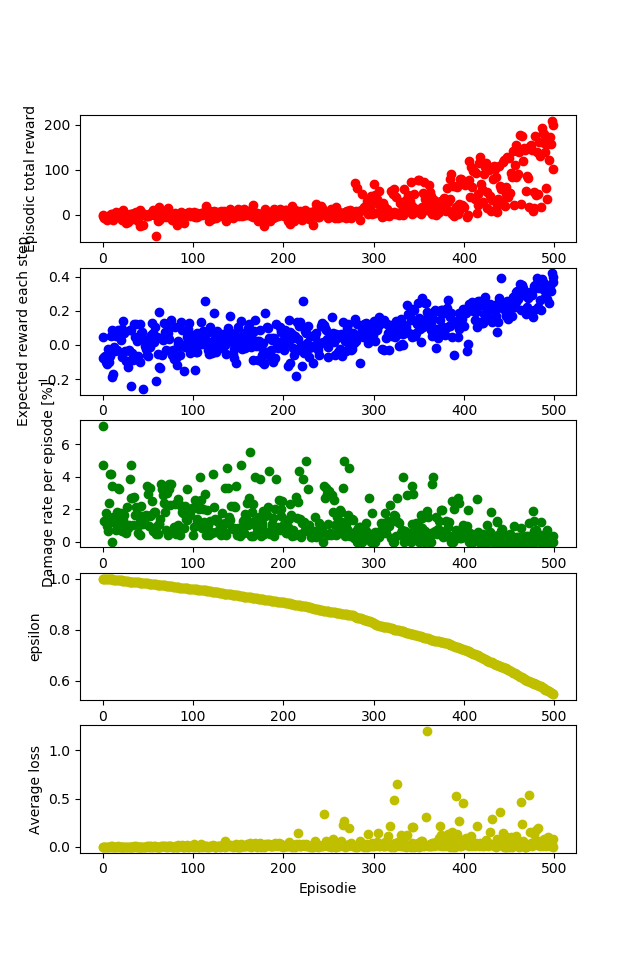 Episodic total reward
200
100
0
0 100 200 300 400 500
Expected reward each step
0.4
0.2
0.0
0.2
0 100 200 300 400 500
Damage rate per episode [%]
6
4
2
0
0 100 200 300 400 500
epsilon
1.0
0.8
0.6
0 100 200 300 400 500
Average loss
1.0
0.5
0.0
0 100 200 300 400 500
Episodie